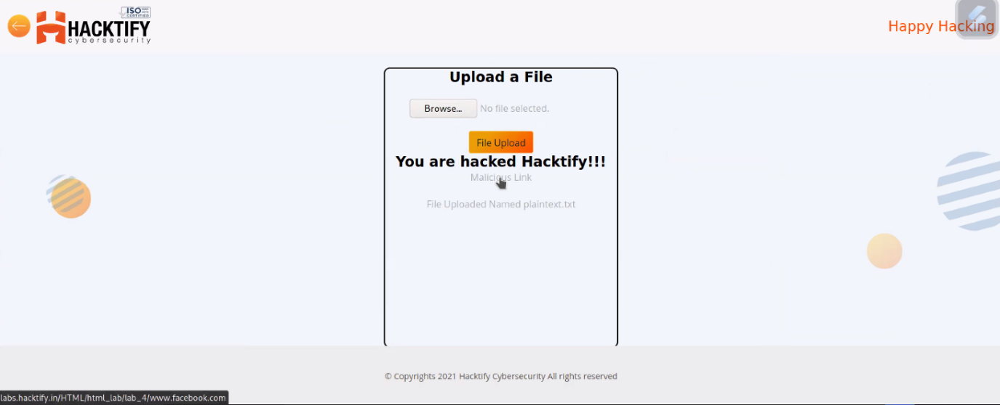 ISO
CERTIFIED
HACKTIFY
cybersecurity
Happy Hacking
Upload a File
Browse... No file selected.
File Upload
You are hacked Hacktify!!!
Malicious Link
File Uploaded Named plaintext.txt
© Copyrights 2021 Hacktify Cybersecurity All rights reserved
labs.hacktify.in/HTML/html_lab/lab_4/www.facebook.com